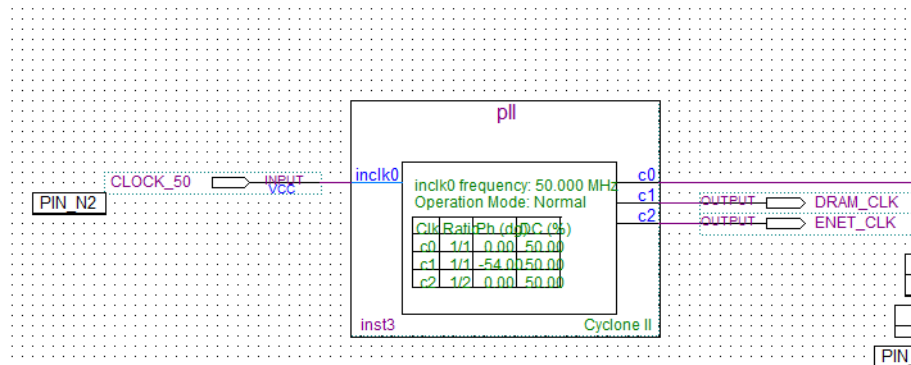 pll
CLOCK_50 INPUT VCC
PIN_N2
inclk0
inclk0 frequency: 50.000 MHz
Operation Mode: Normal
Clk Ratio Ph (dg) DC (%)
c0 1/1 0.00 50.00
c1 1/1 -54.00 50.00
c2 1/2 0.00 50.00
c0
c1 OUTPUT DRAM_CLK
c2 OUTPUT ENET_CLK
inst3 Cyclone II
PIN_